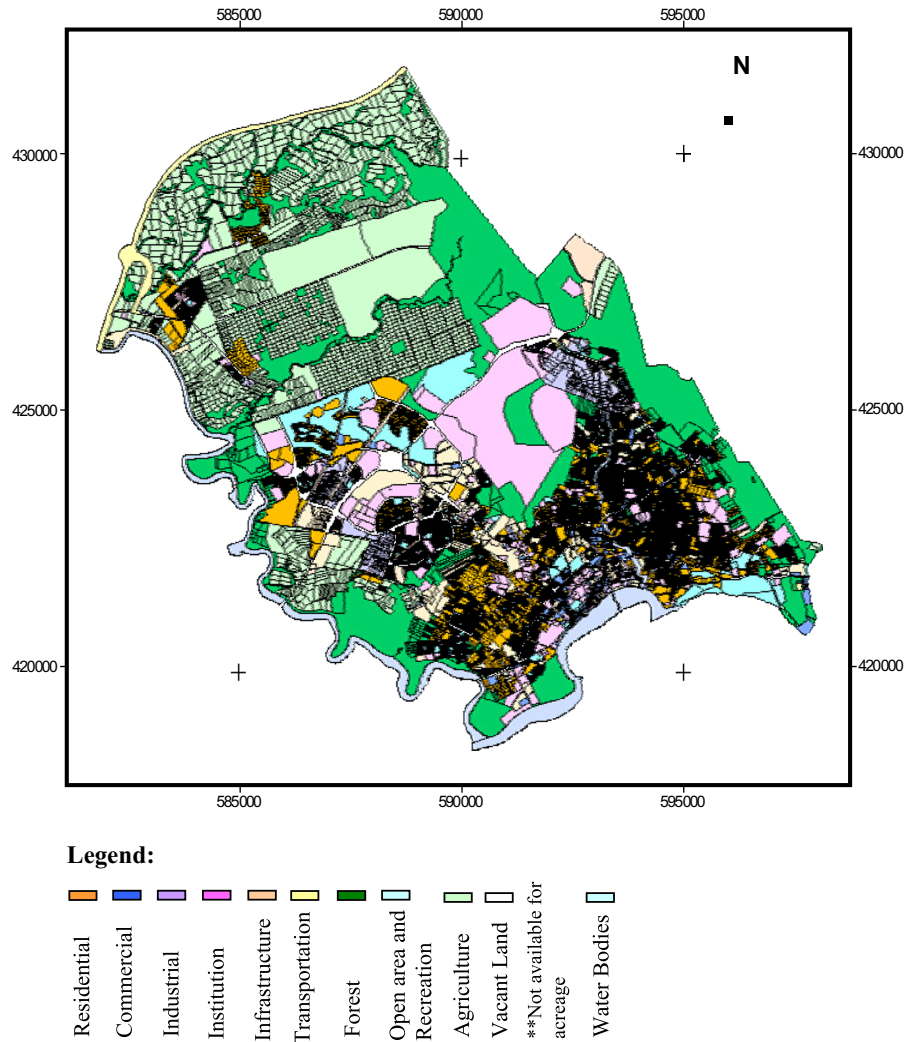 585000 590000 595000
N
430000 430000
425000 425000
420000 420000
585000 590000 595000
Legend:
Residential
Commercial
Industrial
Institution
Infrastructure
Transportation
Forest
Open area and
Recreation
Agriculture
Vacant Land
**Not available for
acreage
Water Bodies